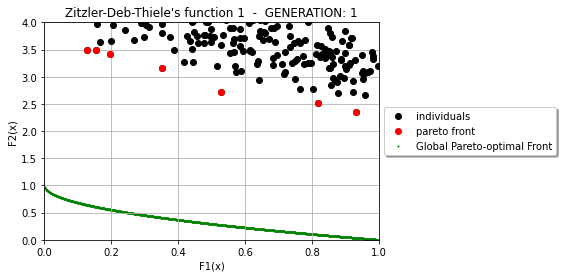 Zitzler-Deb-Thiele's function 1 - GENERATION: 1
4.0
3.5
3.0
2.5
2.0
1.5
1.0
0.5
0.0
F2(x)
0.0 0.2 0.4 0.6 0.8 1.0
F1(x)
individuals
pareto front
Global Pareto-optimal Front